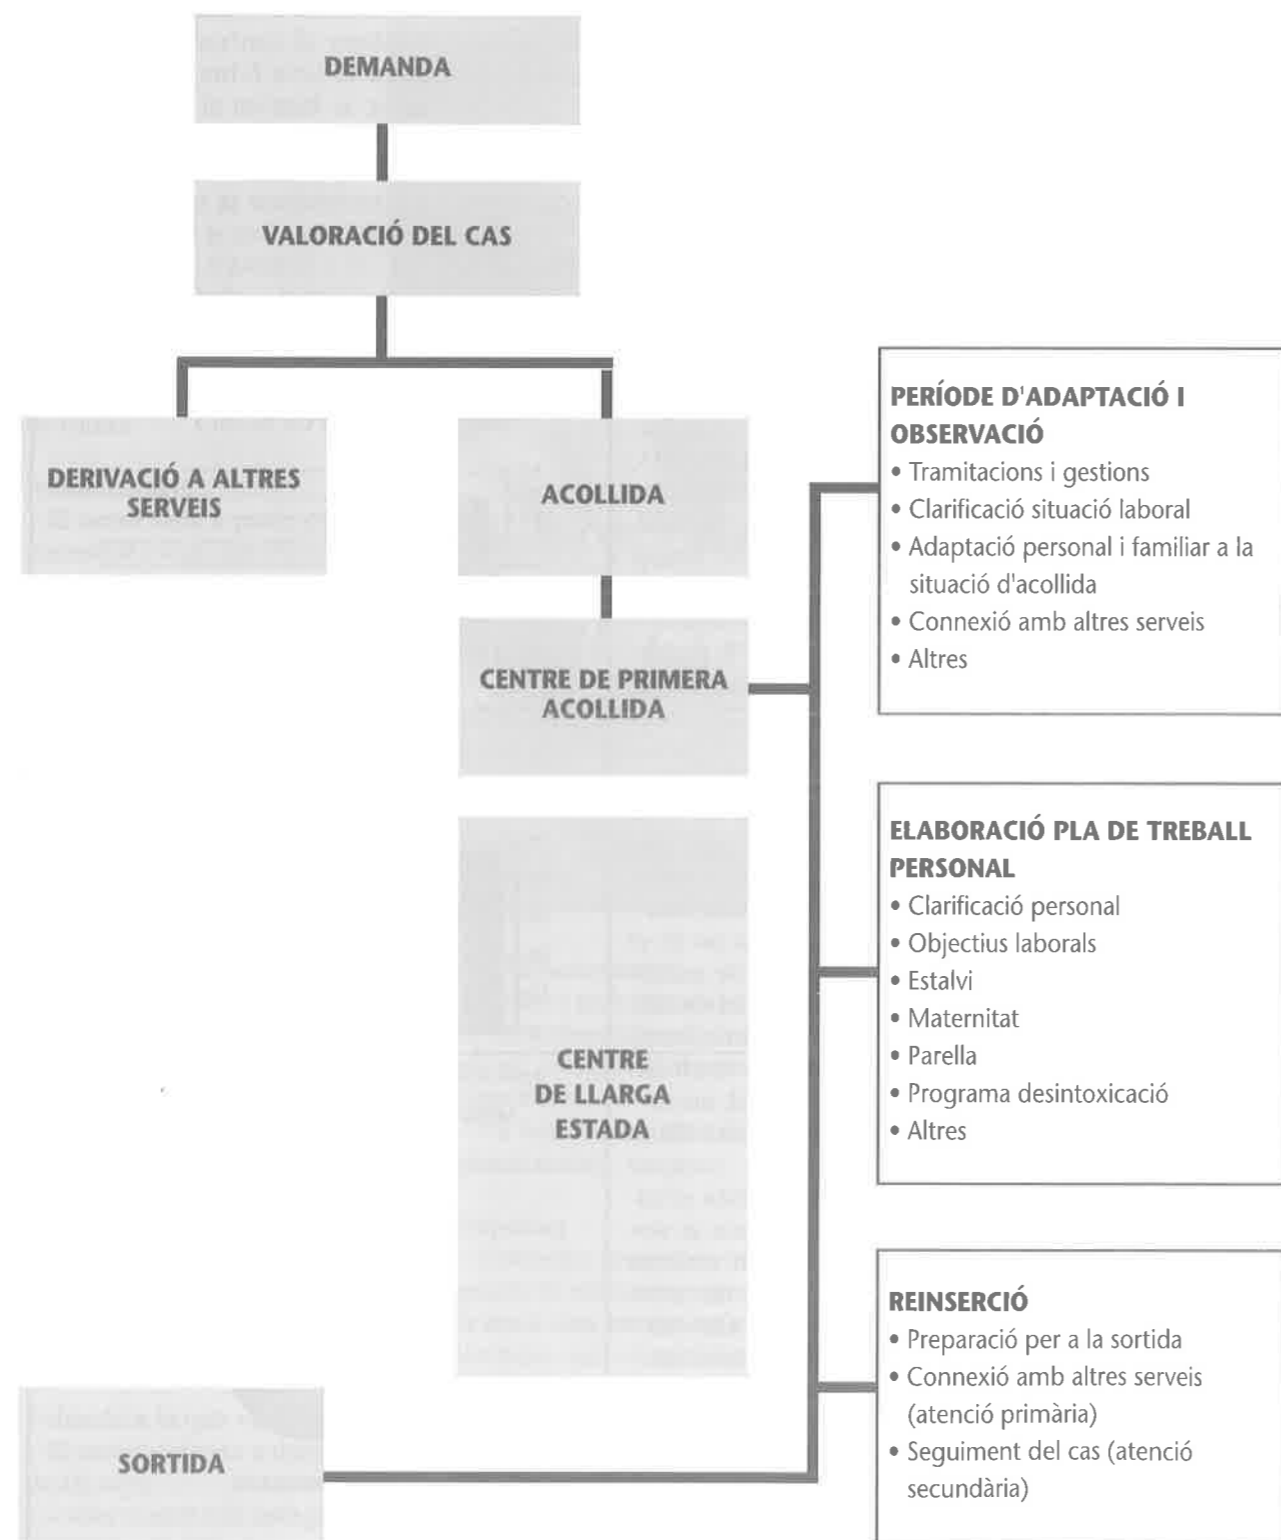 DEMANDA
VALORACIÓ DEL CAS
DERIVACIÓ A ALTRES
SERVEIS
ACOLLIDA
CENTRE DE PRIMERA
ACOLLIDA
CENTRE
DE LLARGA
ESTADA
SORTIDA
PERÍODE D'ADAPTACIÓ I
OBSERVACIÓ
• Tramitacions i gestions
• Clarificació situació laboral
• Adaptació personal i familiar a la
situació d'acollida
• Connexió amb altres serveis
• Altres
ELABORACIÓ PLA DE TREBALL
PERSONAL
• Clarificació personal
• Objectius laborals
• Estalvi
• Maternitat
• Parella
• Programa desintoxicació
• Altres
REINSERCIÓ
• Preparació per a la sortida
• Connexió amb altres serveis
(atenció primària)
• Seguiment del cas (atenció
secundària)